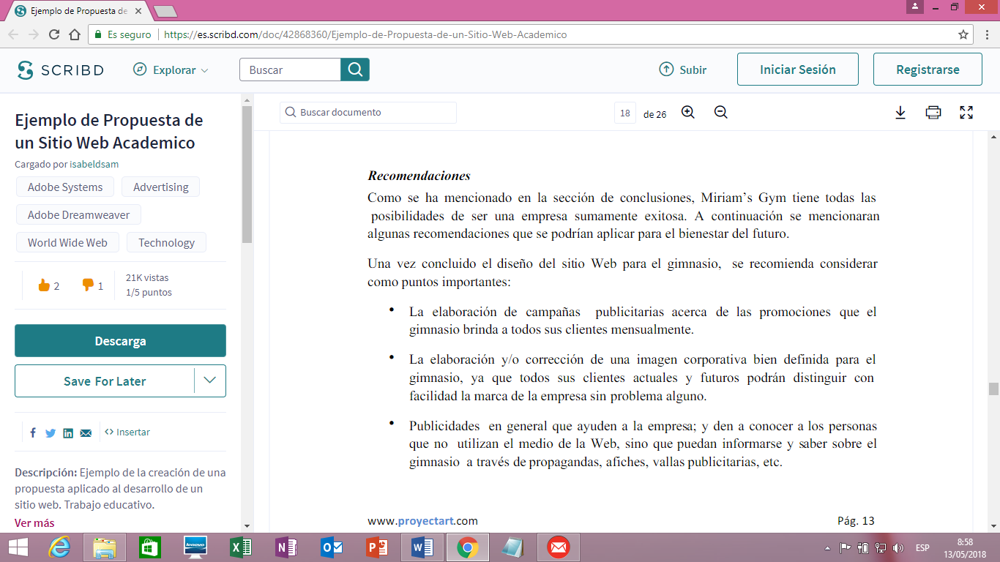 Ejemplo de Propuesta de
Es seguro
https://es.scribd.com/doc/42868360/Ejemplo-de-Propuesta-de-un-Sitio-Web-Academico
SCRIBD
Explorar
Buscar
Subir
Iniciar Sesión
Registrarse
Ejemplo de Propuesta de
un Sitio Web Academico
Cargado por isabeldsam
Adobe Systems
Advertising
Adobe Dreamweaver
World Wide Web
Technology
2
1
21K vistas
1/5 puntos
Descarga
Save For Later
Insertar
Descripción: Ejemplo de la creación de una
propuesta aplicado al desarrollo de un
sitio web. Trabajo educativo.
Ver más
Buscar documento
18
de 26
Recomendaciones
Como se ha mencionado en la sección de conclusiones, Miriam's Gym tiene todas las
posibilidades de ser una empresa sumamente exitosa. A continuación se mencionaran
algunas recomendaciones que se podrían aplicar para el bienestar del futuro.
Una vez concluido el diseño del sitio Web para el gimnasio, se recomienda considerar
como puntos importantes:
• La elaboración de campañas publicitarias acerca de las promociones que el
gimnasio brinda a todos sus clientes mensualmente.
• La elaboración y/o corrección de una imagen corporativa bien definida para el
gimnasio, ya que todos sus clientes actuales y futuros podrán distinguir con
facilidad la marca de la empresa sin problema alguno.
• Publicidades en general que ayuden a la empresa; y den a conocer a los personas
que no utilizan el medio de la Web, sino que puedan informarse y saber sobre el
gimnasio a través de propagandas, afiches, vallas publicitarias, etc.
www.proyectart.com
Pág. 13
lenovo
ESP
8:58
13/05/2018